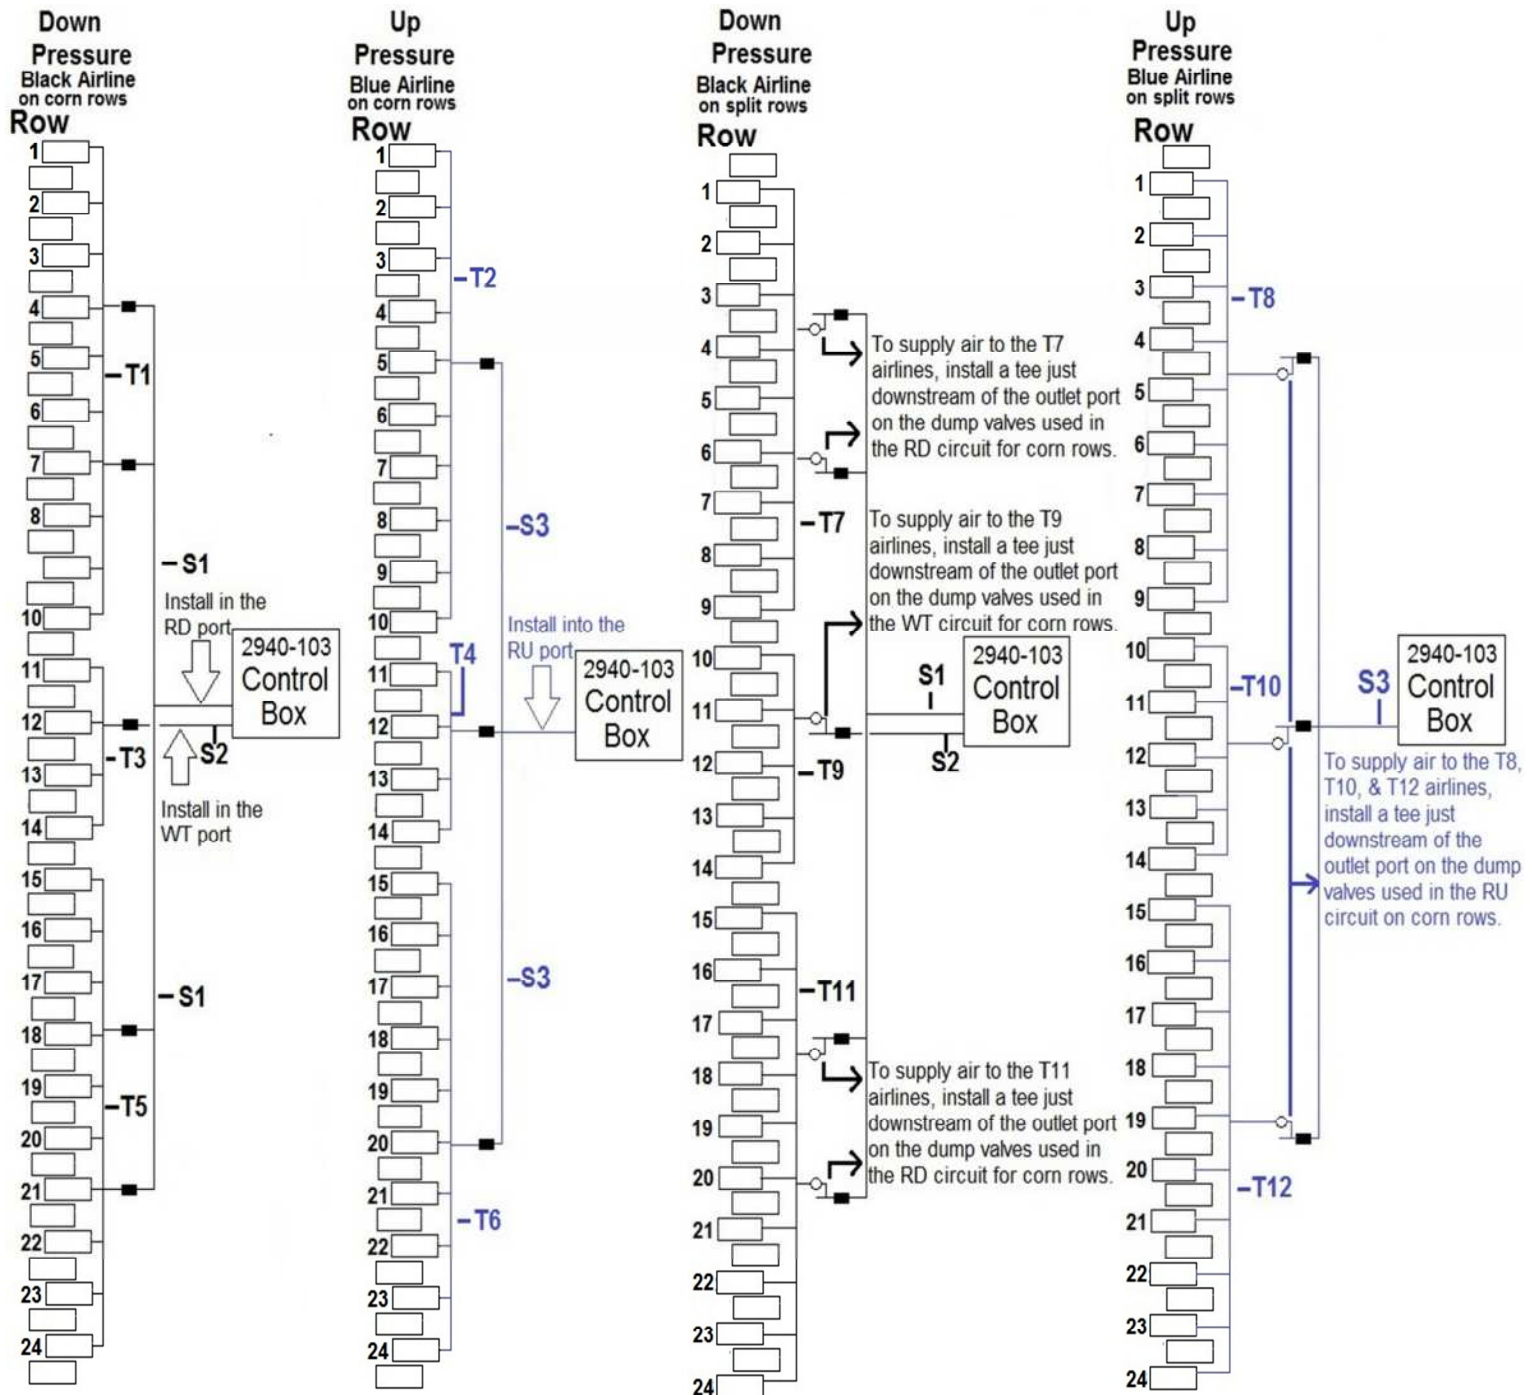 Down
Pressure
Black Airline
on corn rows
Row
1
2
3
4
5
6
7
8
10
11
12
13
14
15
16
17
18
19
20
21
22
23
24
–T1
–S1
Install in the
RD port
2940-103
Control
Box
–T3
S2
Install in the
WT port
–S1
–T5
Up
Pressure
Blue Airline
on corn rows
Row
1
2
3
4
5
6
7
8
9
10
11
12
13
14
15
16
17
18
19
20
21
22
23
24
–T2
–S3
T4
Install into the
RU port
2940-103
Control
Box
–S3
–T6
Down
Pressure
Black Airline
on split rows
Row
1
2
3
4
5
6
7
8
9
10
11
12
13
14
15
16
17
18
19
20
21
22
23
24
To supply air to the T7
airlines, install a tee just
downstream of the outlet port
on the dump valves used in
the RD circuit for corn rows.
–T7
To supply air to the T9
airlines, install a tee just
downstream of the outlet port
on the dump valves used in
the WT circuit for corn rows.
S1
2940-103
Control
Box
S2
–T9
–T11
To supply air to the T11
airlines, install a tee just
downstream of the outlet port
on the dump valves used in
the RD circuit for corn rows.
Up
Pressure
Blue Airline
on split rows
Row
1
2
3
4
5
6
7
8
9
10
11
12
13
14
15
16
17
18
19
20
21
22
23
24
–T8
–T10
S3
2940-103
Control
Box
To supply air to the T8,
T10, & T12 airlines,
install a tee just
downstream of the
outlet port on the dump
valves used in the RU
circuit on corn rows.
–T12